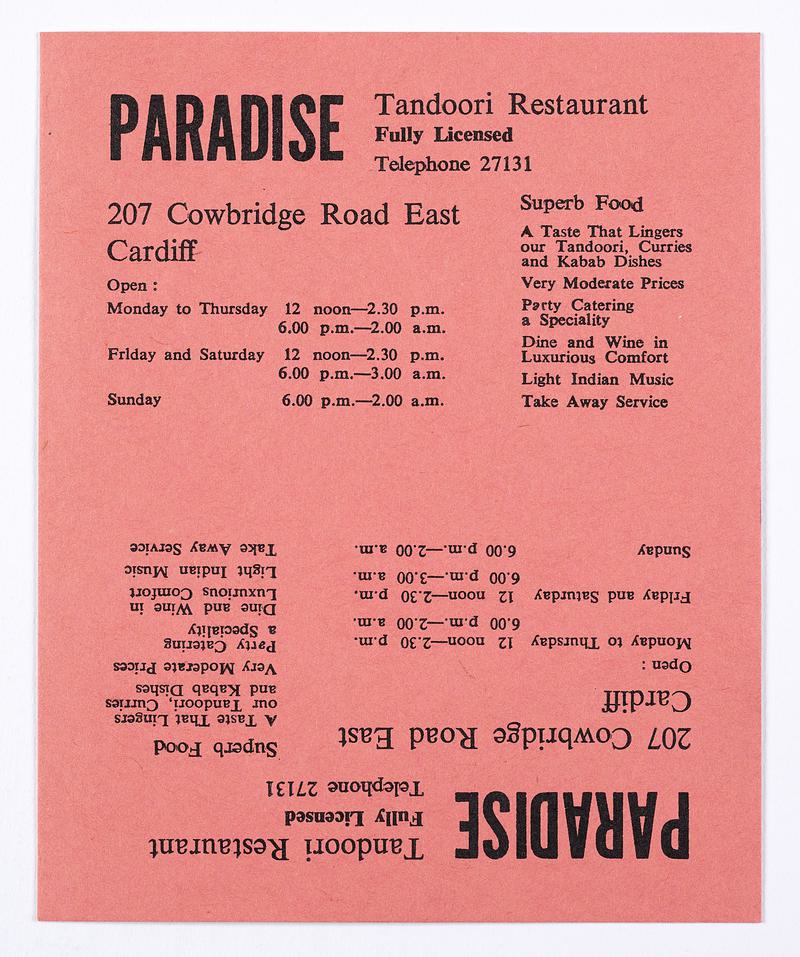 PARADISE
Tandoori Restaurant
Fully Licensed
Telephone 27131
207 Cowbridge Road East
Cardiff
Open :
Monday to Thursday 12 noon—2.30 p.m.
6.00 p.m.—2.00 a.m.
Friday and Saturday 12 noon—2.30 p.m.
6.00 p.m.—3.00 a.m.
Sunday 6.00 p.m.—2.00 a.m.
Superb Food
A Taste That Lingers
our Tandoori, Curries
and Kabab Dishes
Very Moderate Prices
Party Catering
a Speciality
Dine and Wine in
Luxurious Comfort
Light Indian Music
Take Away Service
PARADISE
Tandoori Restaurant
Fully Licensed
Telephone 27131
207 Cowbridge Road East
Cardiff
Open :
Monday to Thursday 12 noon—2.30 p.m.
6.00 p.m.—2.00 a.m.
Friday and Saturday 12 noon—2.30 p.m.
6.00 p.m.—3.00 a.m.
Sunday 6.00 p.m.—2.00 a.m.
Superb Food
A Taste That Lingers
our Tandoori, Curries
and Kabab Dishes
Very Moderate Prices
Party Catering
a Speciality
Dine and Wine in
Luxurious Comfort
Light Indian Music
Take Away Service